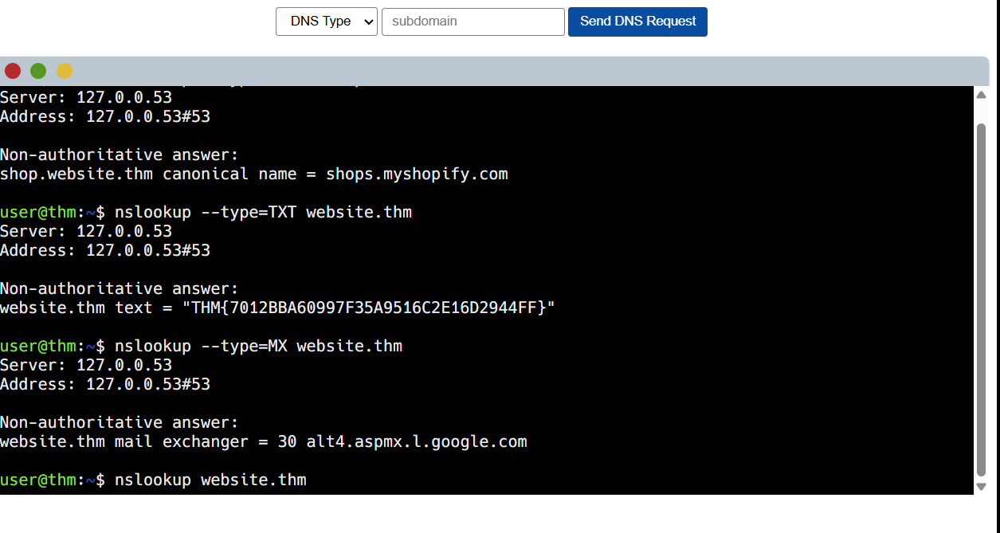 DNS Type subdomain Send DNS Request
Server: 127.0.0.53
Address: 127.0.0.53#53
Non-authoritative answer:
shop.website.thm canonical name = shops.myshopify.com
user@thm:~$ nslookup --type=TXT website.thm
Server: 127.0.0.53
Address: 127.0.0.53#53
Non-authoritative answer:
website.thm text = "THM{7012BBA60997F35A9516C2E16D2944FF}"
user@thm:~$ nslookup --type=MX website.thm
Server: 127.0.0.53
Address: 127.0.0.53#53
Non-authoritative answer:
website.thm mail exchanger = 30 alt4.aspmx.l.google.com
user@thm:~$ nslookup website.thm